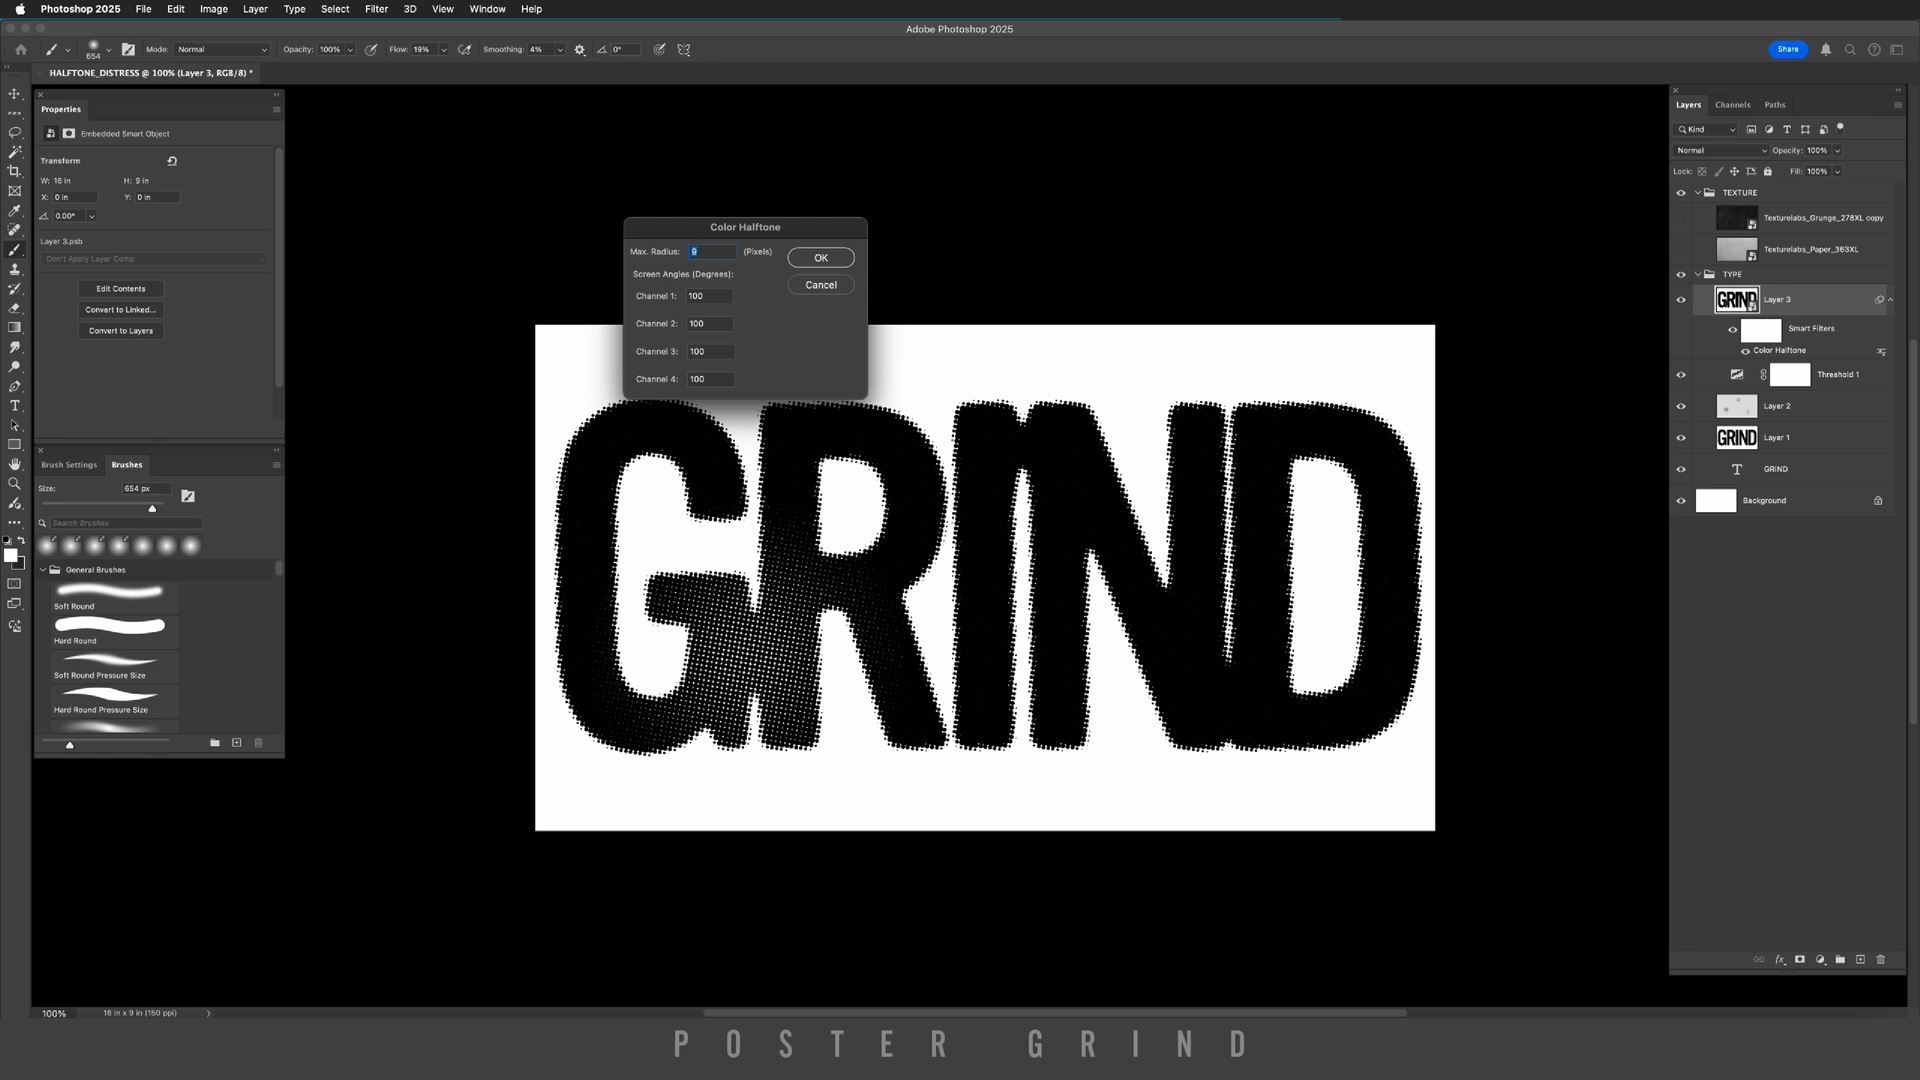 Photoshop 2025 File Edit Image Layer Type Select Filter 3D View Window Help
Adobe Photoshop 2025
654 Mode: Normal Opacity: 100% Flow: 19% Smoothing: 4% 0° Share
HALFTONE_DISTRESS @ 100% (Layer 3, RGB/8) *
Properties
Embedded Smart Object
Transform
W: 16 in H: 9 in
X: 0 in Y: 0 in
0.00°
Layer 3.psb
Don't Apply Layer Comp
Edit Contents
Convert to Linked...
Convert to Layers
Brush Settings Brushes
Size: 654 px
Search Brushes
General Brushes
Soft Round
Hard Round
Soft Round Pressure Size
Hard Round Pressure Size
Color Halftone
Max. Radius: 9 (Pixels) OK
Screen Angles (Degrees):
Cancel
Channel 1: 100
Channel 2: 100
Channel 3: 100
Channel 4: 100
GRIND
Layers Channels Paths
Kind
Normal Opacity: 100%
Lock: Fill: 100%
TEXTURE
Texturelabs_Grunge_278XL copy
Texturelabs_Paper_363XL
TYPE
GRIND Layer 3
Smart Filters
Color Halftone
Threshold 1
Layer 2
GRIND Layer 1
T GRIND
Background
100% 16 in x 9 in (150 ppi)
POSTER GRIND